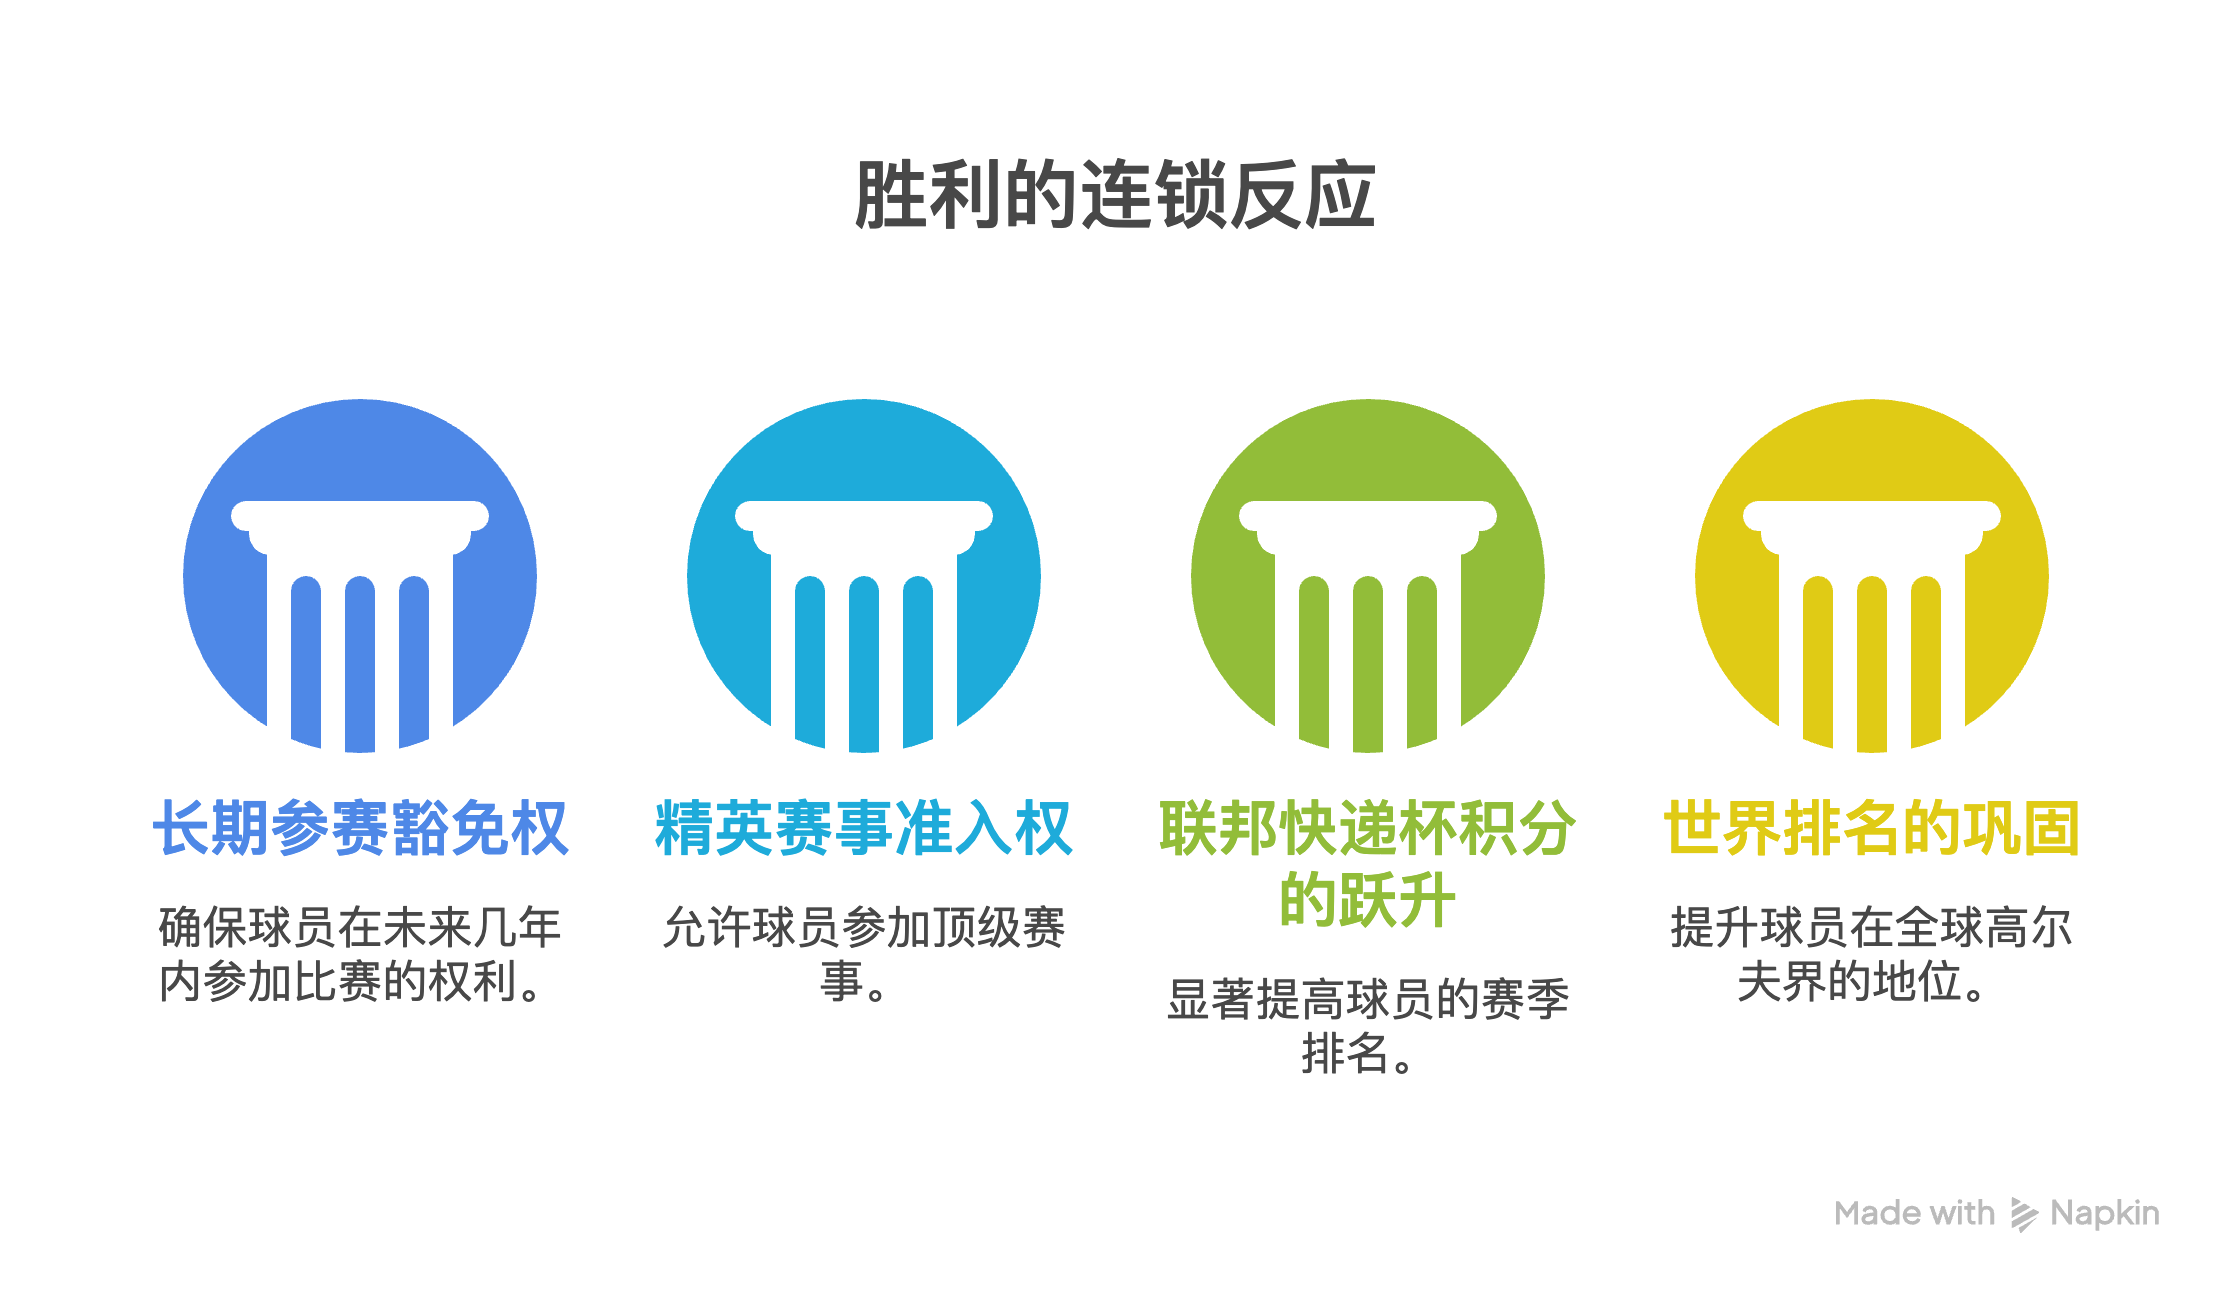 胜利的连锁反应
长期参赛豁免权
确保球员在未来几年
内参加比赛的权利。
精英赛事准入权
允许球员参加顶级赛
事。
联邦快递杯积分
的跃升
显著提高球员的赛季
排名。
世界排名的巩固
提升球员在全球高尔
夫界的地位。
Made with Napkin